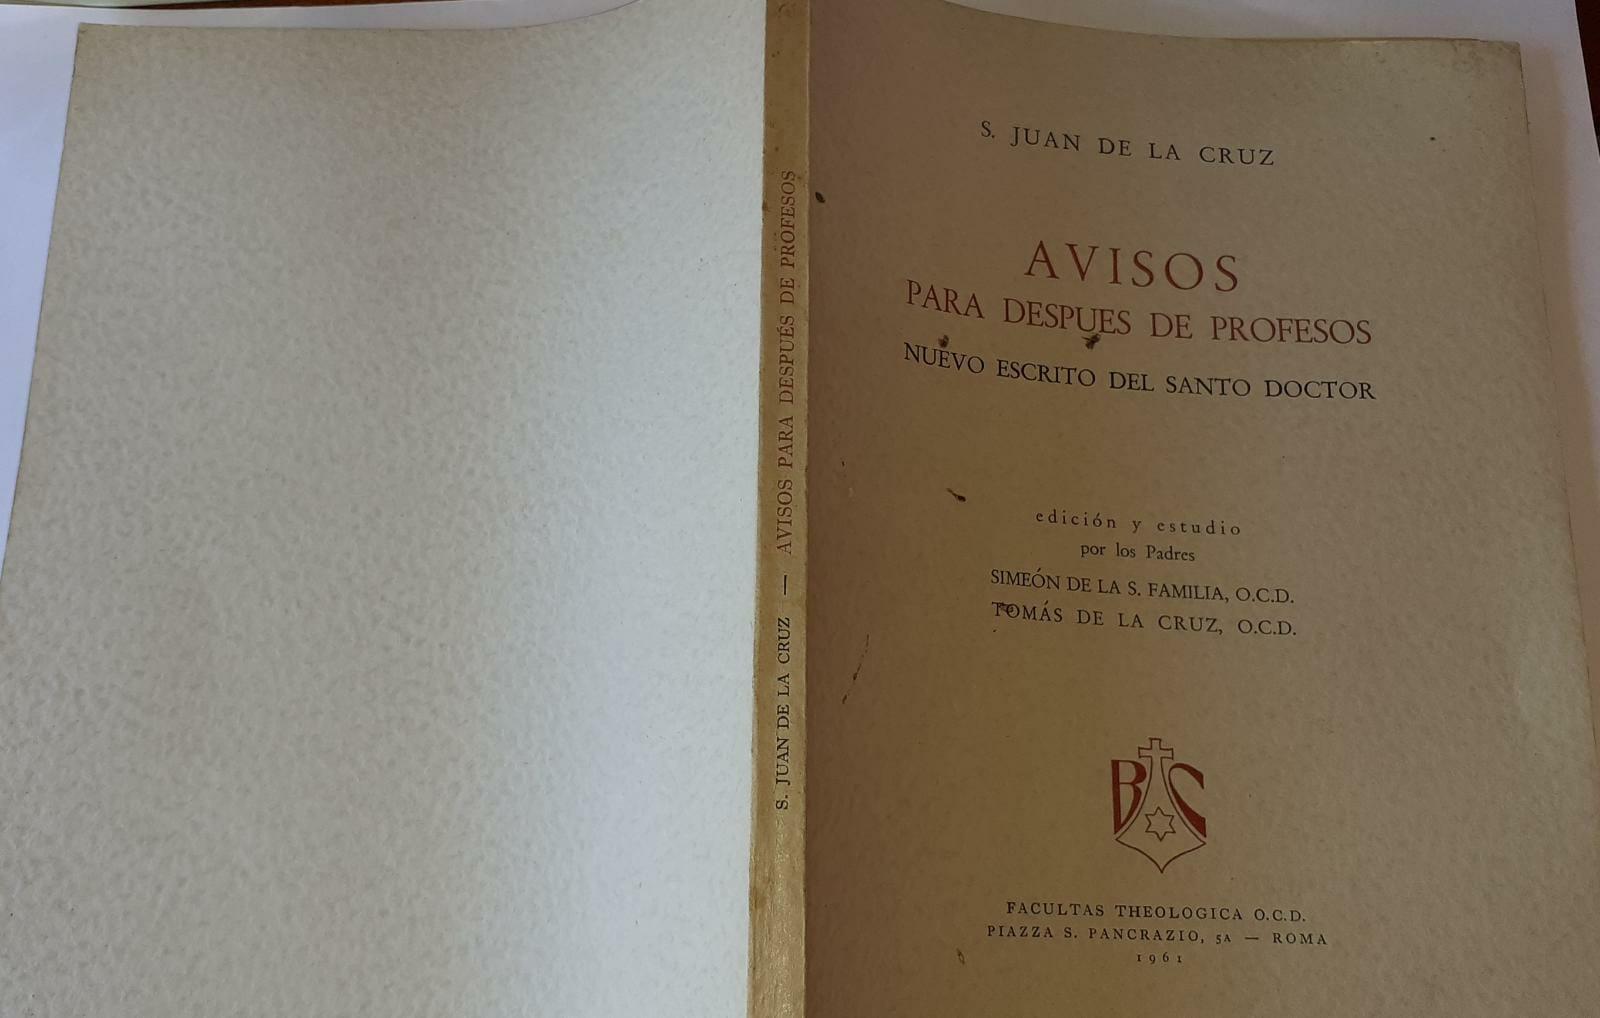 S. JUAN DE LA CRUZ — AVISOS PARA DESPUÉS DE PROFESOS
S. JUAN DE LA CRUZ
AVISOS
PARA DESPUES DE PROFESOS
NUEVO ESCRITO DEL SANTO DOCTOR
edición y estudio
por los Padres
SIMEÓN DE LA S. FAMILIA, O.C.D.
TOMÁS DE LA CRUZ, O.C.D.
B C
FACULTAS THEOLOGICA O.C.D.
PIAZZA S. PANCRAZIO, 5A — ROMA
1961